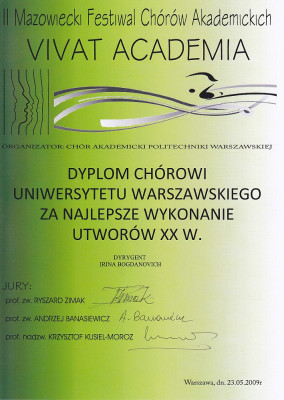 II Mazowiecki Festiwal Chórów Akademickich
VIVAT ACADEMIA
ORGANIZATOR: CHÓR AKADEMICKI POLITECHNIKI WARSZAWSKIEJ
DYPLOM CHÓROWI
UNIWERSYTETU WARSZAWSKIEGO
ZA NAJLEPSZE WYKONANIE
UTWORÓW XX W.
DYRYGENT
IRINA BOGDANOVICH
JURY:
prof. zw. RYSZARD ZIMAK
prof. zw. ANDRZEJ BANASIEWICZ A. Banasiewicz
prof. nadzw. KRZYSZTOF KUSIEL-MOROZ
Warszawa, dn. 23.05.2009r